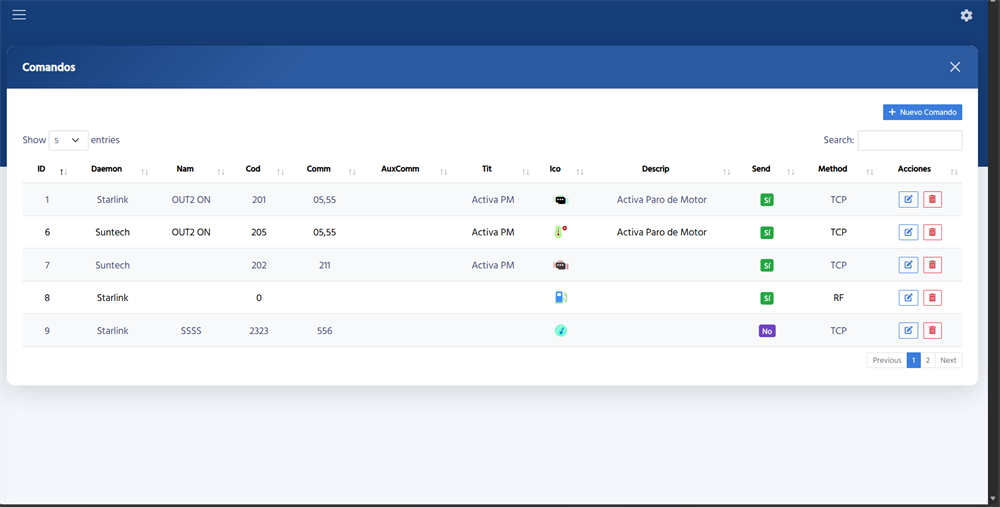 Comandos
+ Nuevo Comando
Show 5 entries Search:
ID Daemon Nam Cod Comm AuxComm Tit Ico Descrip Send Method Acciones
1 Starlink OUT2 ON 201 05,55 Activa PM Activa Paro de Motor Sí TCP
6 Suntech OUT2 ON 205 05,55 Activa PM Activa Paro de Motor Sí TCP
7 Suntech 202 211 Activa PM Sí TCP
8 Starlink 0 Sí RF
9 Starlink SSSS 2323 556 No TCP
Previous 1 2 Next